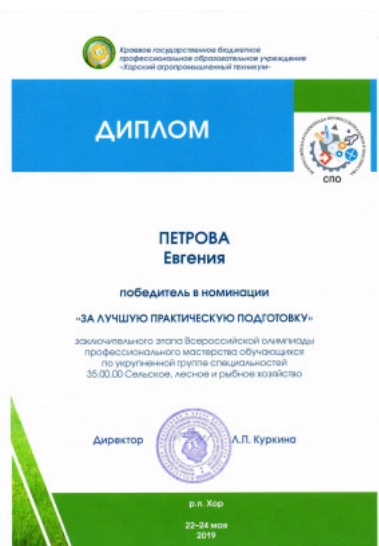 Краевое государственное бюджетное
профессиональное образовательное учреждение
«Хорский агропромышленный техникум»
ДИПЛОМ
СПО
ПЕТРОВА
Евгения
победитель в номинации
«ЗА ЛУЧШУЮ ПРАКТИЧЕСКУЮ ПОДГОТОВКУ»
заключительного этапа Всероссийской олимпиады
профессионального мастерства обучающихся
по укрупненной группе специальностей
35.00.00 Сельское, лесное и рыбное хозяйство
Директор Л.П. Куркина
р.п. Хор
22–24 мая
2019